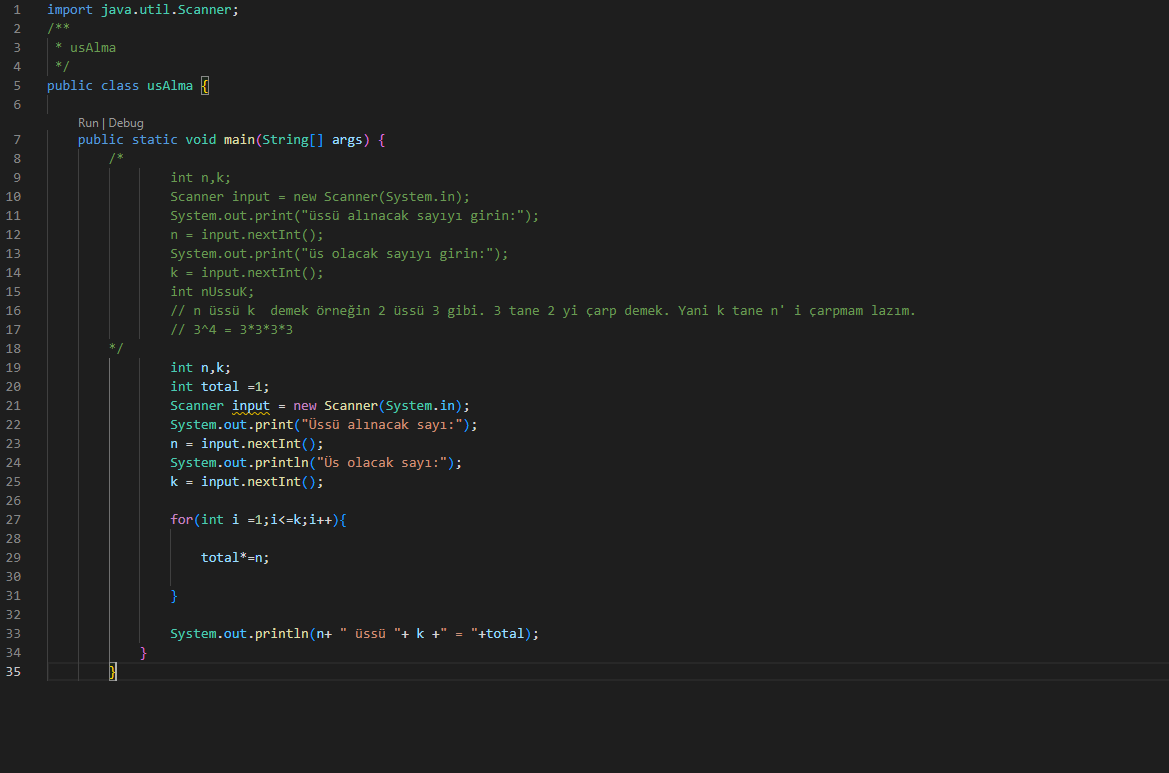 1 import java.util.Scanner;
2 /**
3 * usAlma
4 */
5 public class usAlma {
6
Run | Debug
7 public static void main(String[] args) {
8 /*
9 int n,k;
10 Scanner input = new Scanner(System.in);
11 System.out.print("üssü alınacak sayıyı girin:");
12 n = input.nextInt();
13 System.out.print("üs olacak sayıyı girin:");
14 k = input.nextInt();
15 int nUssuK;
16 // n üssü k  demek örneğin 2 üssü 3 gibi. 3 tane 2 yi çarp demek. Yani k tane n' i çarpmam lazım.
17 // 3^4 = 3*3*3*3
18 */
19 int n,k;
20 int total =1;
21 Scanner input = new Scanner(System.in);
22 System.out.print("Üssü alınacak sayı:");
23 n = input.nextInt();
24 System.out.println("Üs olacak sayı:");
25 k = input.nextInt();
26
27 for(int i =1;i<=k;i++){
28
29 total*=n;
30
31 }
32
33 System.out.println(n+ " üssü "+ k +" = "+total);
34 }
35 }